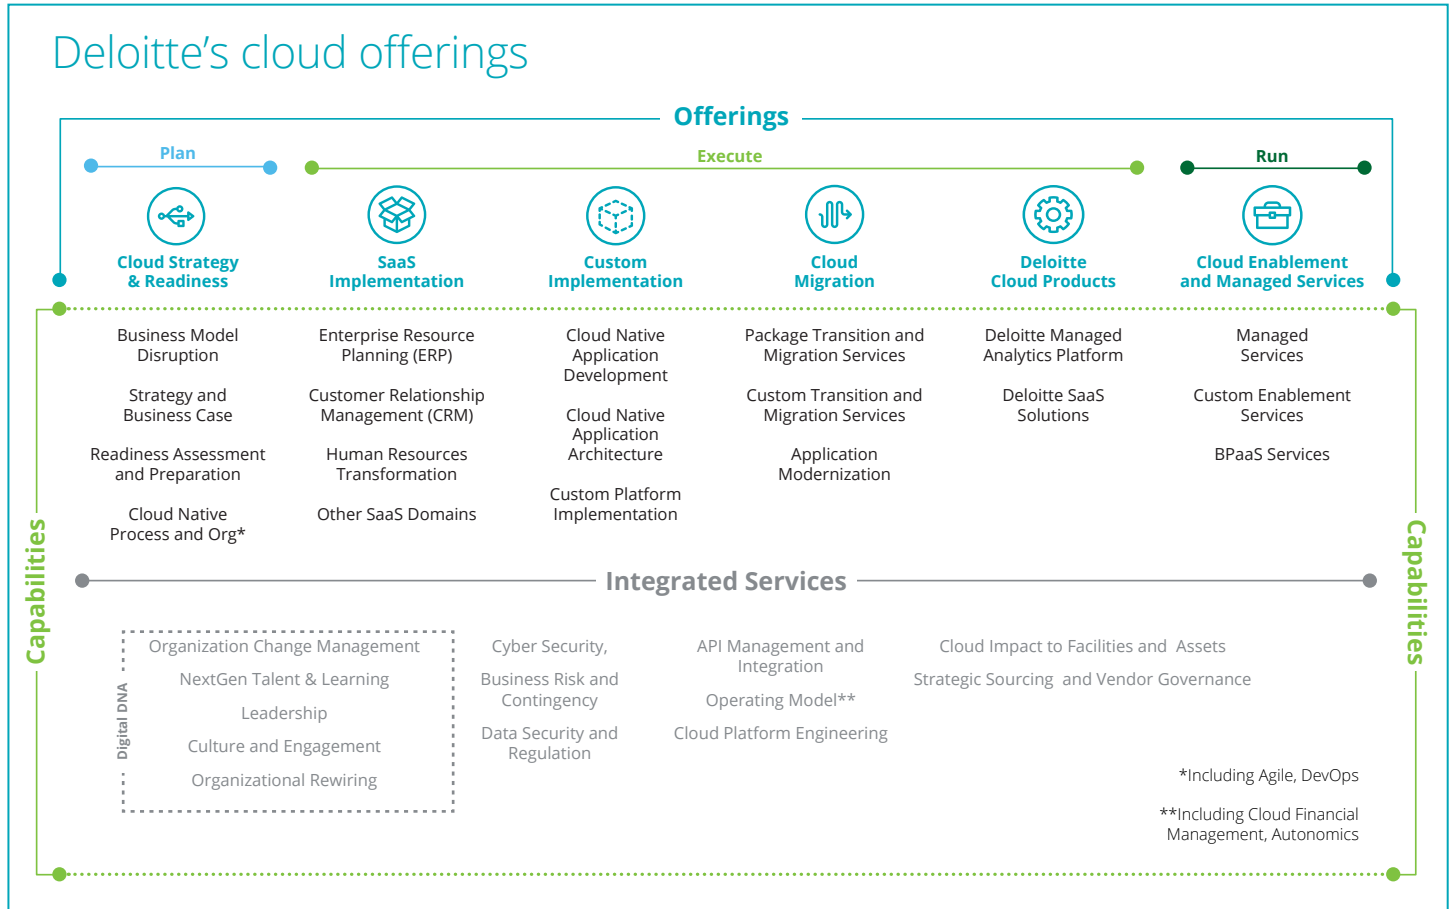 Deloitte’s cloud offerings
Offerings
Plan
Execute
Run
Cloud Strategy
& Readiness
SaaS
Implementation
Custom
Implementation
Cloud
Migration
Deloitte
Cloud Products
Cloud Enablement
and Managed Services
Capabilities
Business Model
Disruption
Strategy and
Business Case
Readiness Assessment
and Preparation
Cloud Native
Process and Org*
Enterprise Resource
Planning (ERP)
Customer Relationship
Management (CRM)
Human Resources
Transformation
Other SaaS Domains
Cloud Native
Application
Development
Cloud Native
Application
Architecture
Custom Platform
Implementation
Package Transition and
Migration Services
Custom Transition and
Migration Services
Application
Modernization
Deloitte Managed
Analytics Platform
Deloitte SaaS
Solutions
Managed
Services
Custom Enablement
Services
BPaaS Services
Capabilities
Integrated Services
Digital DNA
Organization Change Management
NextGen Talent & Learning
Leadership
Culture and Engagement
Organizational Rewiring
Cyber Security,
Business Risk and
Contingency
Data Security and
Regulation
API Management and
Integration
Operating Model**
Cloud Platform Engineering
Cloud Impact to Facilities and Assets
Strategic Sourcing and Vendor Governance
*Including Agile, DevOps
**Including Cloud Financial
Management, Autonomics